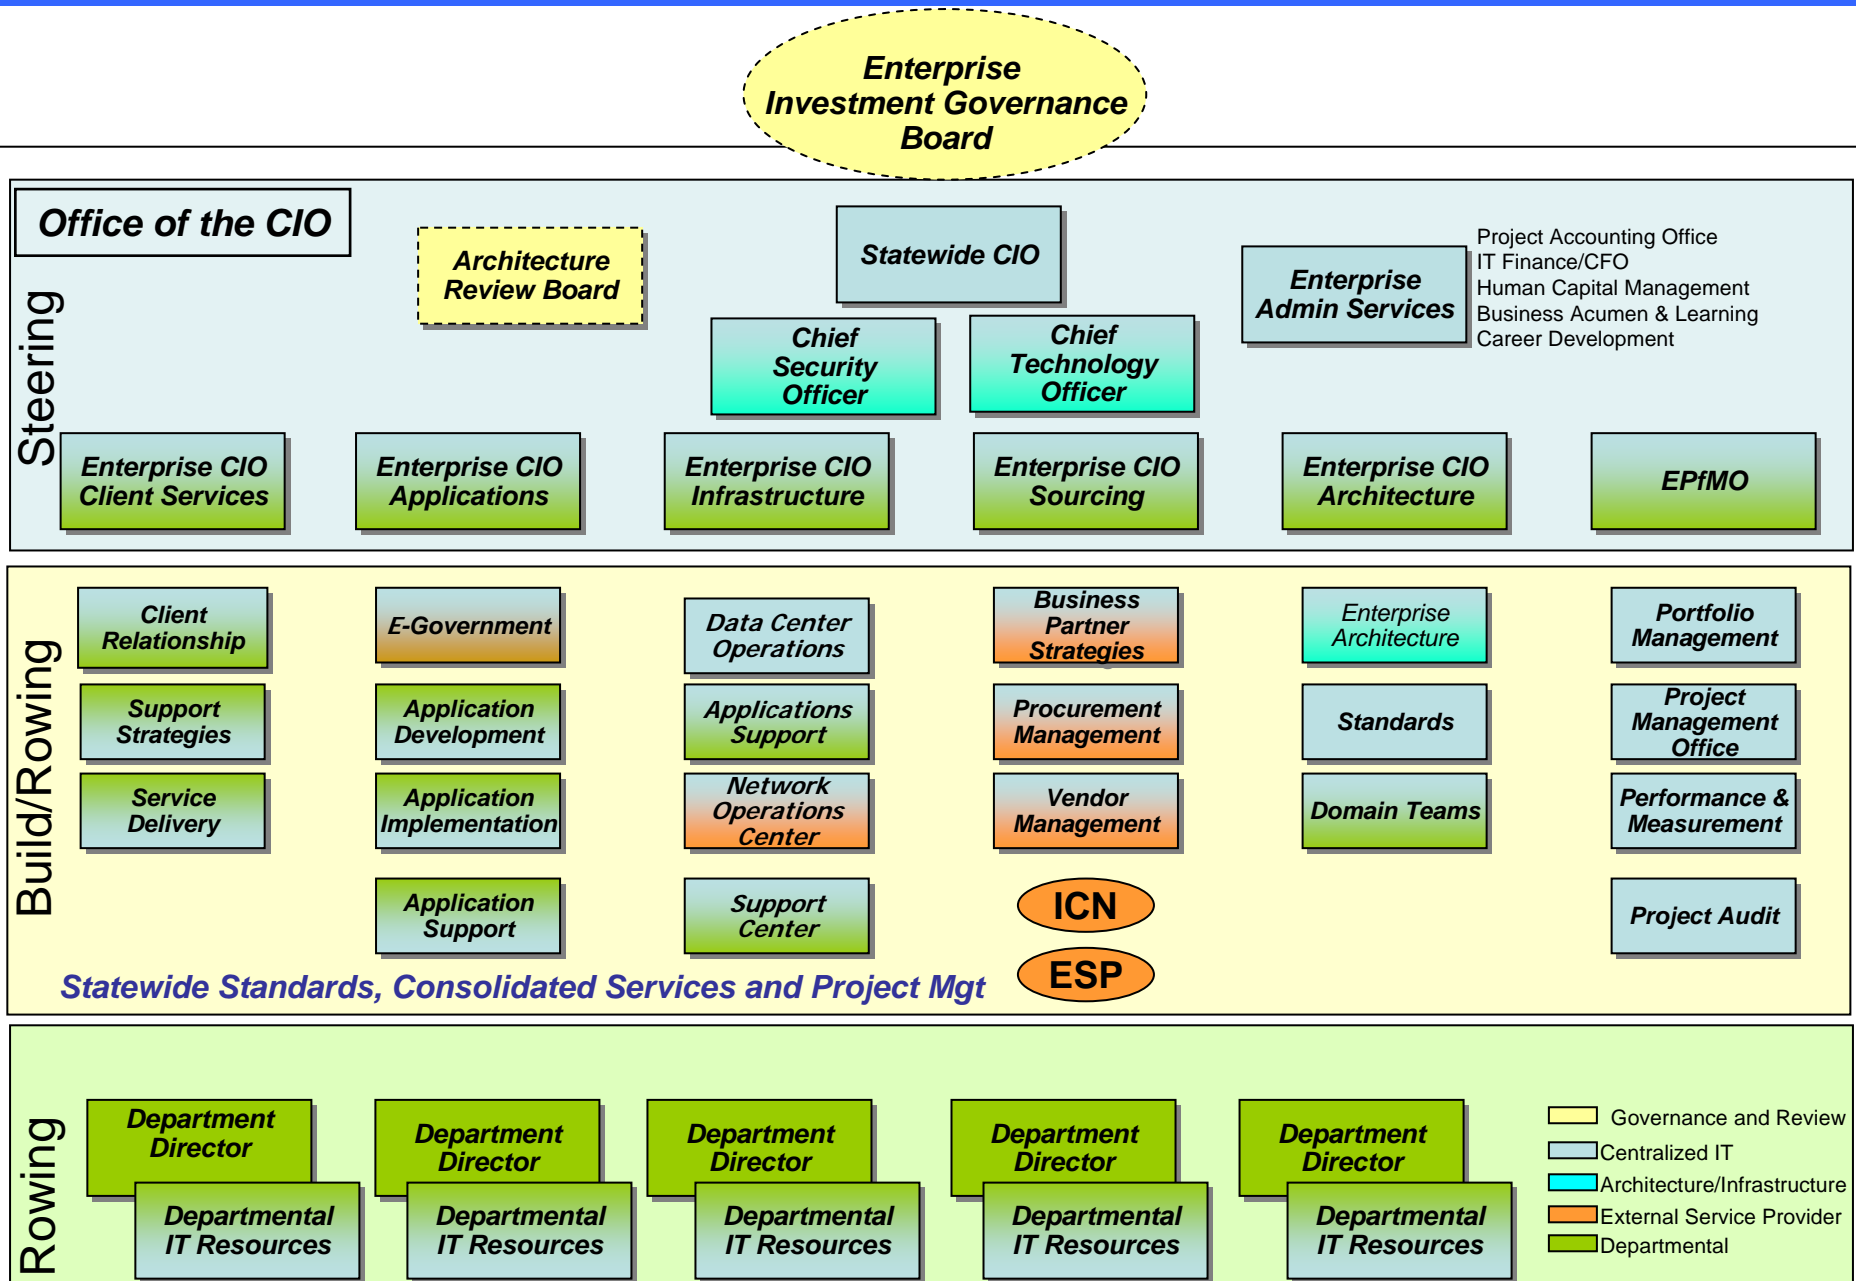 Enterprise
Investment Governance
Board
Office of the CIO
Steering
Architecture
Review Board
Statewide CIO
Enterprise
Admin Services
Project Accounting Office
IT Finance/CFO
Human Capital Management
Business Acumen & Learning
Career Development
Chief
Security
Officer
Chief
Technology
Officer
Enterprise CIO
Client Services
Enterprise CIO
Applications
Enterprise CIO
Infrastructure
Enterprise CIO
Sourcing
Enterprise CIO
Architecture
EPfMO
Build/Rowing
Client
Relationship
E-Government
Data Center
Operations
Business
Partner
Strategies
Enterprise
Architecture
Portfolio
Management
Support
Strategies
Application
Development
Applications
Support
Procurement
Management
Standards
Project
Management
Office
Service
Delivery
Application
Implementation
Network
Operations
Center
Vendor
Management
Domain Teams
Performance &
Measurement
Application
Support
Support
Center
ICN
Project Audit
ESP
Statewide Standards, Consolidated Services and Project Mgt
Rowing
Department
Director
Departmental
IT Resources
Department
Director
Departmental
IT Resources
Department
Director
Departmental
IT Resources
Department
Director
Departmental
IT Resources
Department
Director
Departmental
IT Resources
Governance and Review
Centralized IT
Architecture/Infrastructure
External Service Provider
Departmental